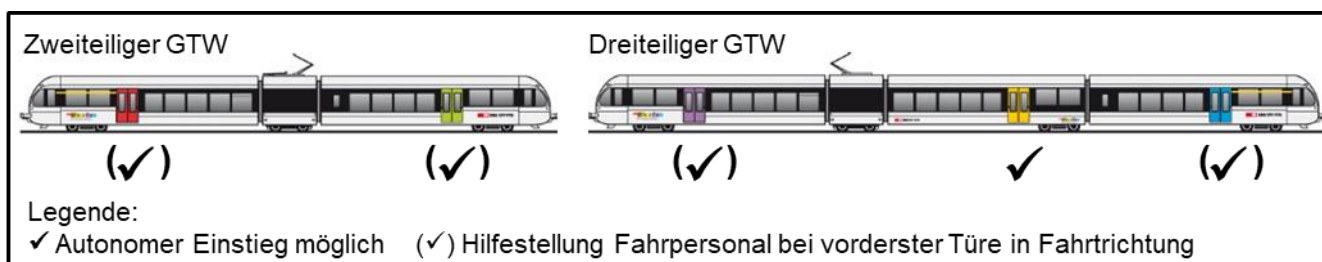 Zweiteiliger GTW
Dreiteiliger GTW
(✓) (✓) (✓) ✓ (✓)
Legende:
✓ Autonomer Einstieg möglich (✓) Hilfestellung Fahrpersonal bei vorderster Türe in Fahrtrichtung